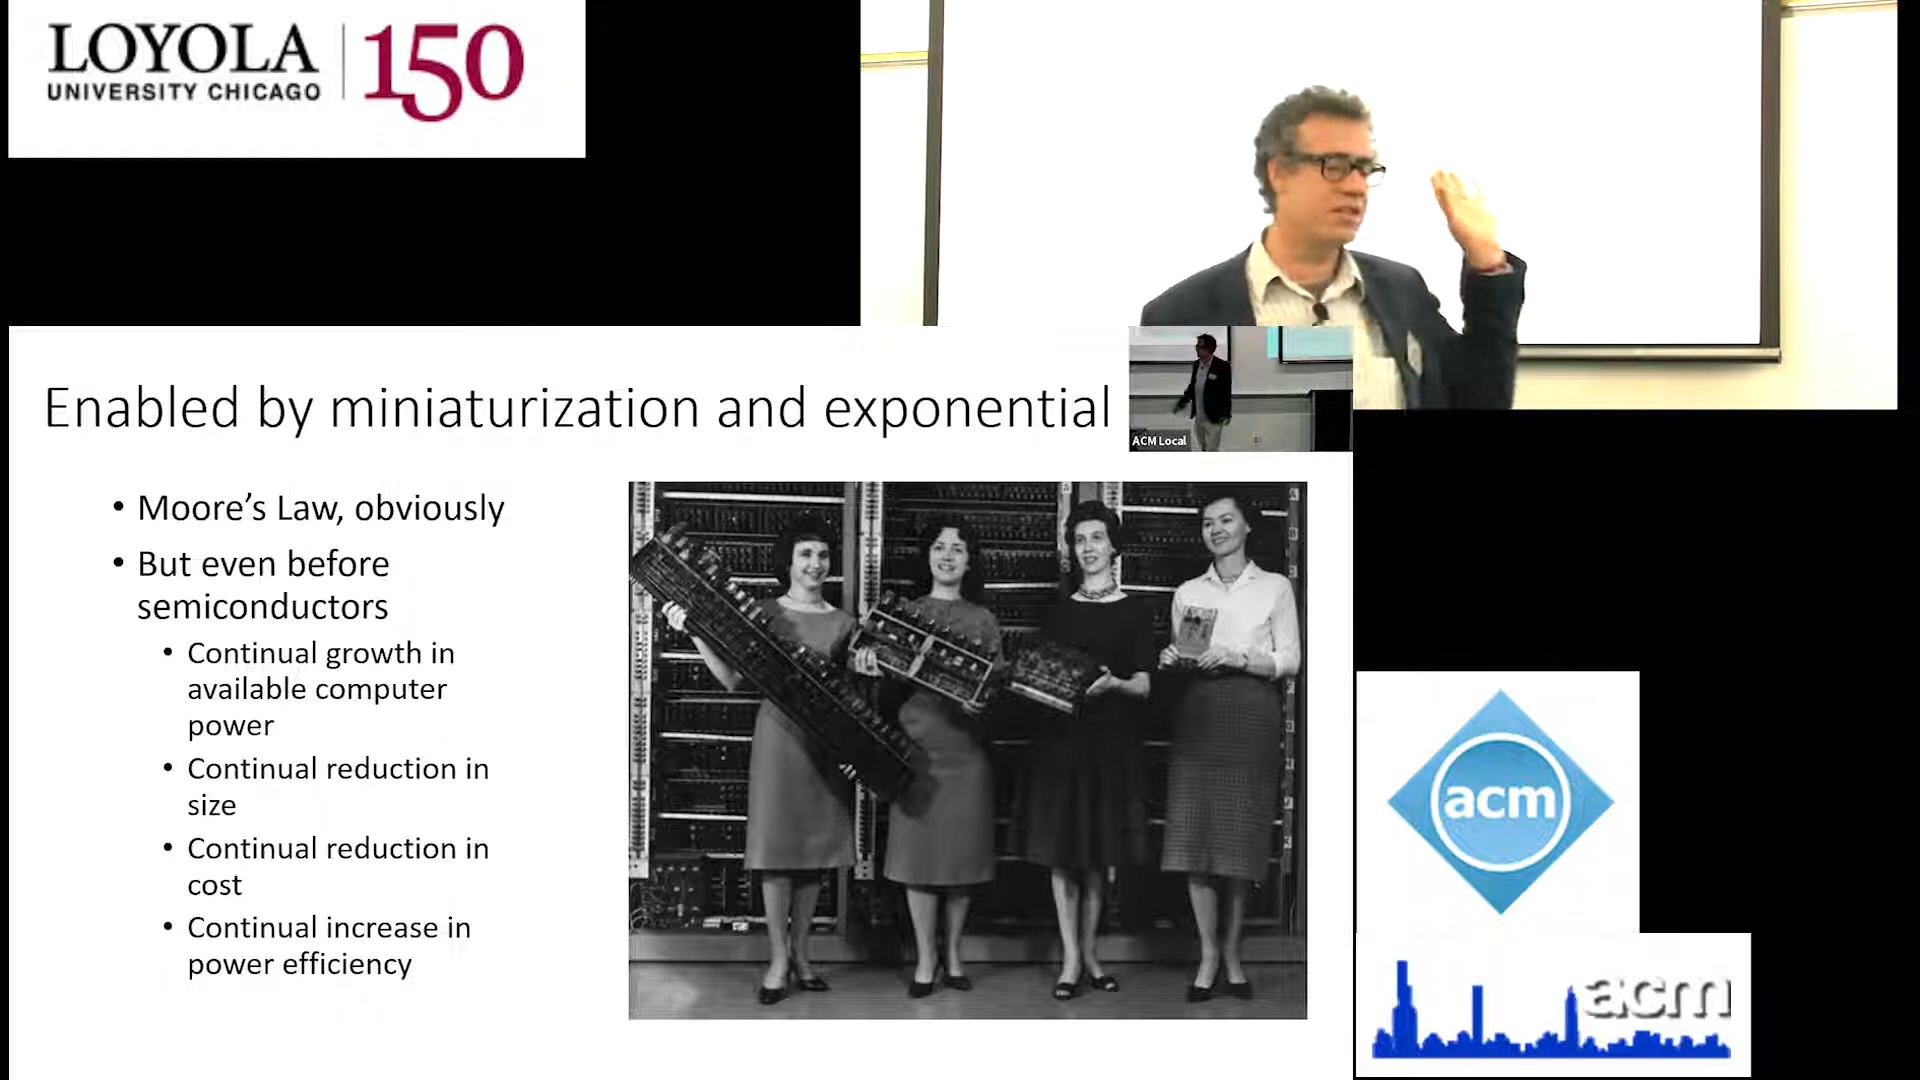 LOYOLA
UNIVERSITY CHICAGO
150
Enabled by miniaturization and exponential
ACM Local
• Moore’s Law, obviously
• But even before
semiconductors
• Continual growth in
available computer
power
• Continual reduction in
size
• Continual reduction in
cost
• Continual increase in
power efficiency
acm
acm